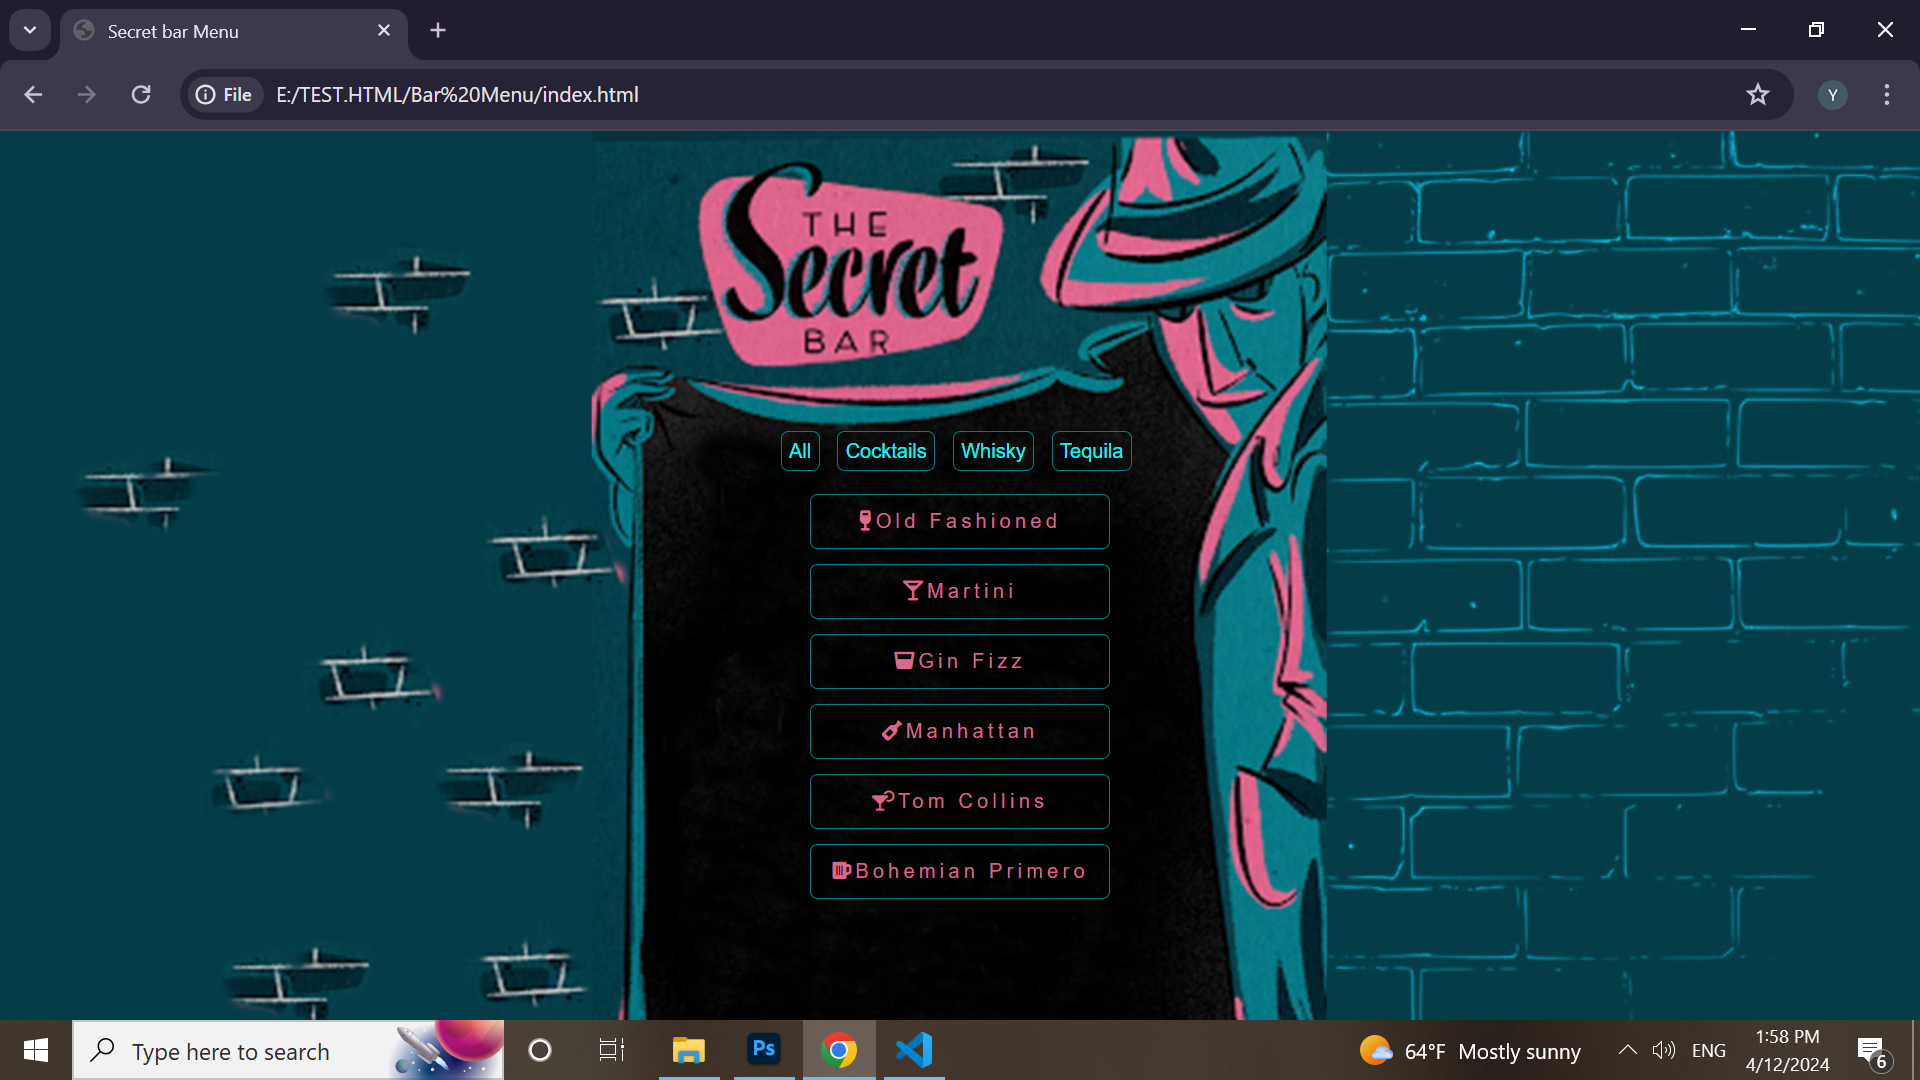 Secret bar Menu
File E:/TEST.HTML/Bar%20Menu/index.html
Y
THE
Secret
BAR
All Cocktails Whisky Tequila
Old Fashioned
Martini
Gin Fizz
Manhattan
Tom Collins
Bohemian Primero
Type here to search
Ps
64°F Mostly sunny
ENG
1:58 PM
4/12/2024
6